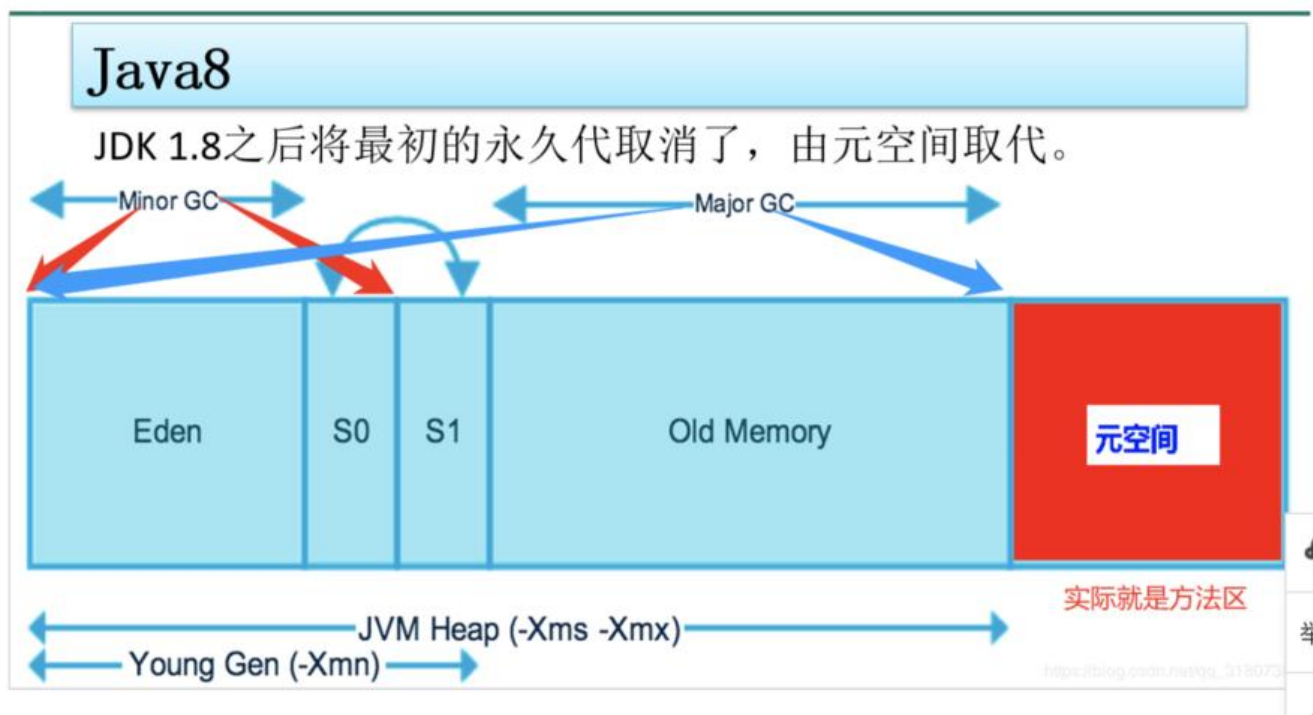 Java8
JDK 1.8之后将最初的永久代取消了，由元空间取代。
Minor GC
Major GC
Eden
S0
S1
Old Memory
元空间
实际就是方法区
JVM Heap (-Xms -Xmx)
Young Gen (-Xmn)